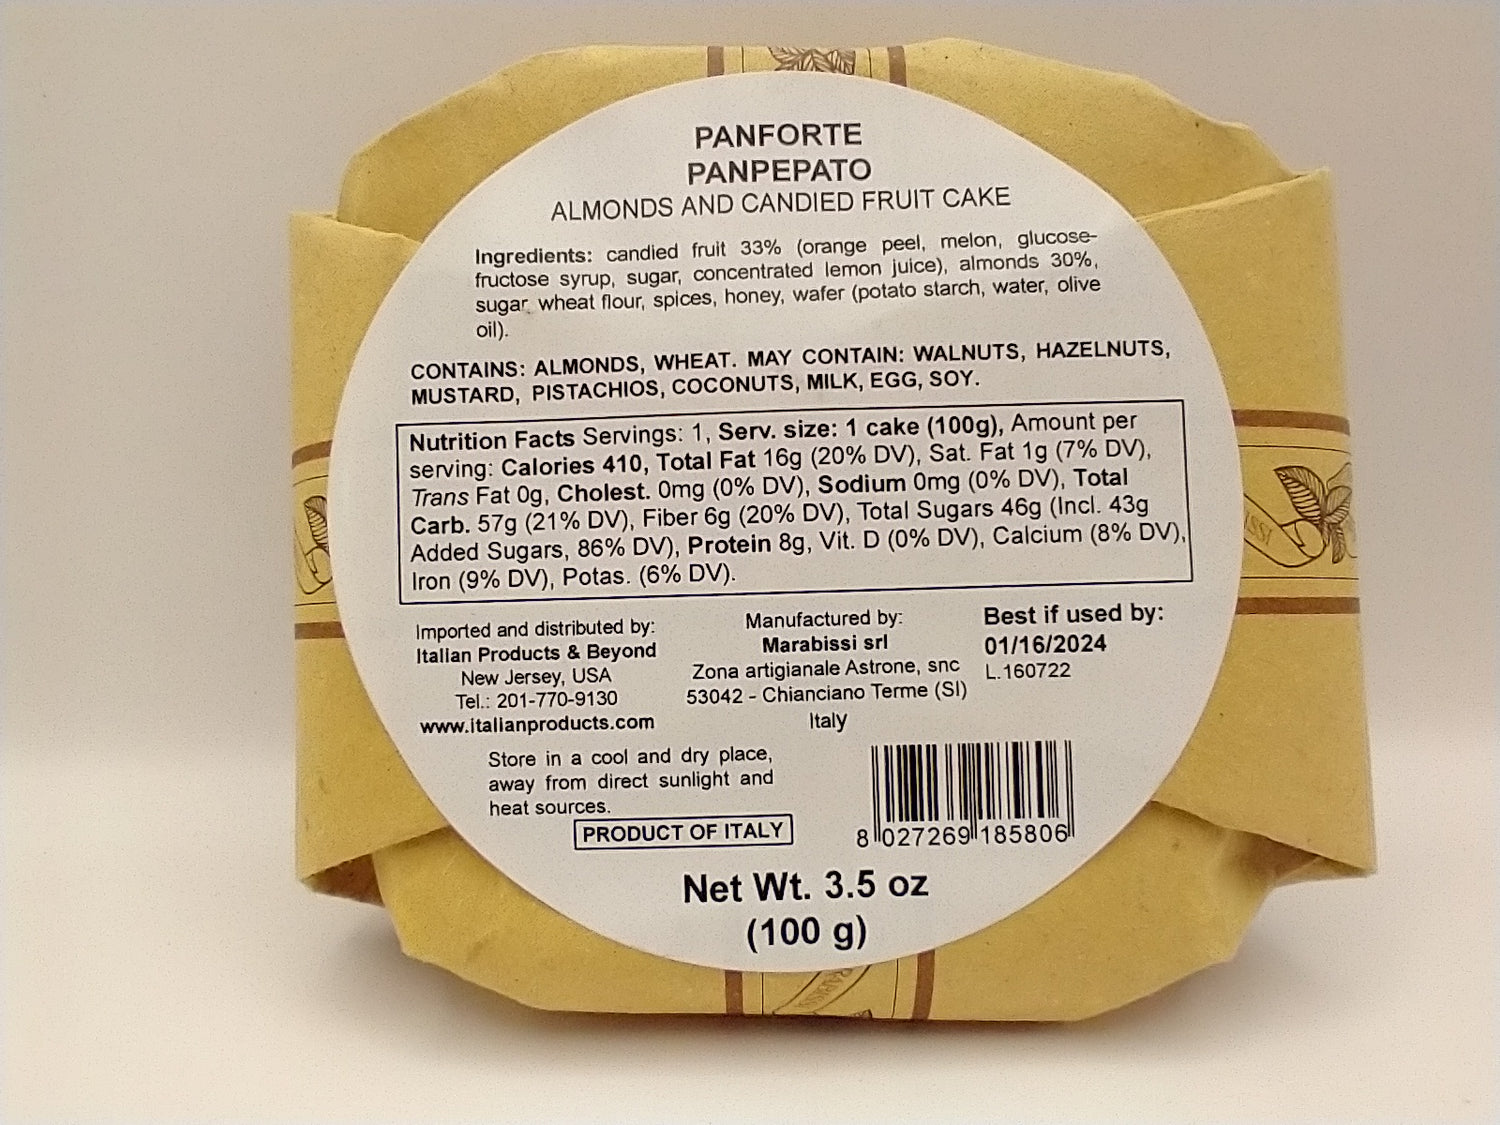 PANFORTE
PANPEPATO
ALMONDS AND CANDIED FRUIT CAKE
Ingredients: candied fruit 33% (orange peel, melon, glucose-
fructose syrup, sugar, concentrated lemon juice), almonds 30%,
sugar, wheat flour, spices, honey, wafer (potato starch, water, olive
oil).
CONTAINS: ALMONDS, WHEAT. MAY CONTAIN: WALNUTS, HAZELNUTS,
MUSTARD, PISTACHIOS, COCONUTS, MILK, EGG, SOY.
Nutrition Facts Servings: 1, Serv. size: 1 cake (100g), Amount per
serving: Calories 410, Total Fat 16g (20% DV), Sat. Fat 1g (7% DV),
Trans Fat 0g, Cholest. 0mg (0% DV), Sodium 0mg (0% DV), Total
Carb. 57g (21% DV), Fiber 6g (20% DV), Total Sugars 46g (Incl. 43g
Added Sugars, 86% DV), Protein 8g, Vit. D (0% DV), Calcium (8% DV),
Iron (9% DV), Potas. (6% DV).
Imported and distributed by:
Italian Products & Beyond
New Jersey, USA
Tel.: 201-770-9130
www.italianproducts.com
Manufactured by:
Marabissi srl
Zona artigianale Astrone, snc
53042 - Chianciano Terme (SI)
Italy
Best if used by:
01/16/2024
L.160722
Store in a cool and dry place,
away from direct sunlight and
heat sources.
PRODUCT OF ITALY
8 027269 185806
Net Wt. 3.5 oz
(100 g)